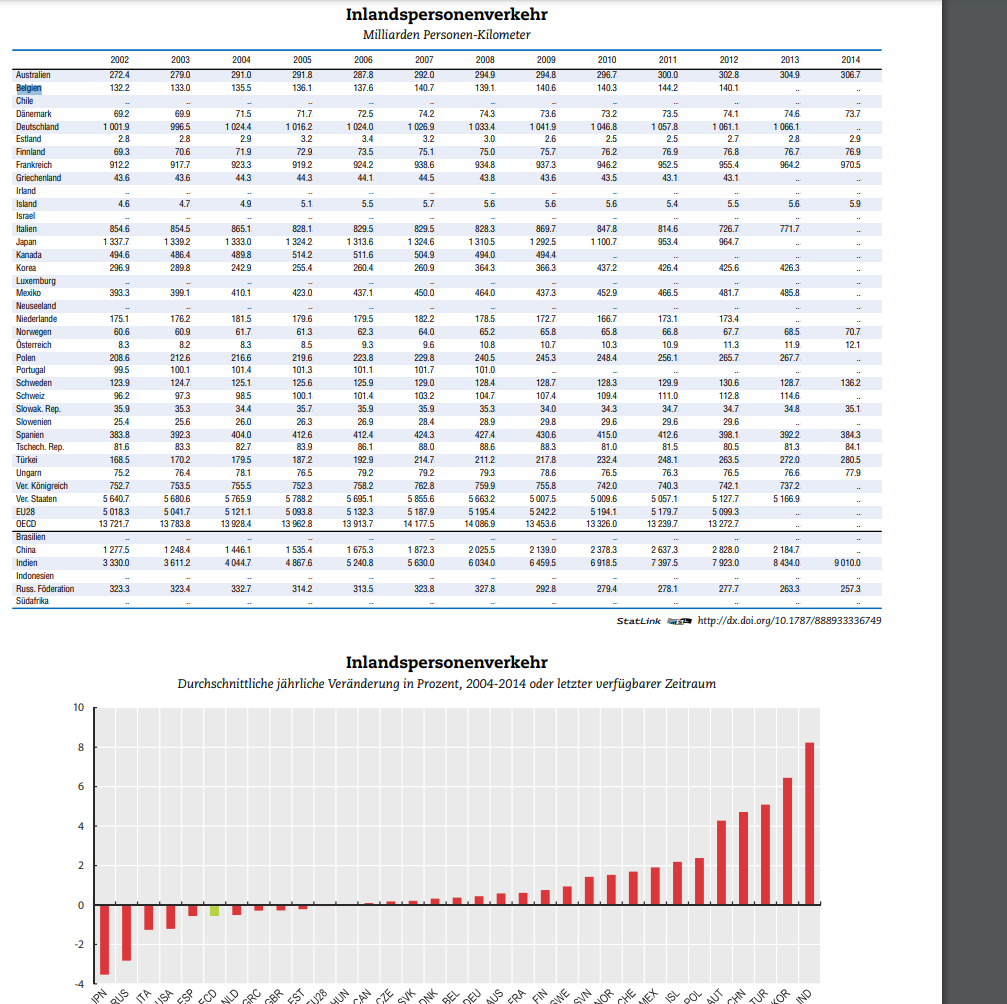 Inlandspersonenverkehr
Milliarden Personen-Kilometer
2002 2003 2004 2005 2006 2007 2008 2009 2010 2011 2012 2013 2014
Australien 272.4 279.0 291.0 291.8 287.8 292.0 294.9 294.8 296.7 300.0 302.8 304.9 306.7
Belgien 132.2 133.0 135.5 136.1 137.6 140.7 139.1 140.6 140.3 144.2 140.1 .. ..
Chile .. .. .. .. .. .. .. .. .. .. .. .. ..
Dänemark 69.2 69.9 71.5 71.7 72.5 74.2 74.3 73.6 73.2 73.5 74.1 74.6 73.7
Deutschland 1 001.9 996.5 1 024.4 1 016.2 1 024.0 1 026.9 1 033.4 1 041.9 1 046.8 1 057.8 1 061.1 1 066.1 ..
Estland 2.8 2.8 2.9 3.2 3.4 3.2 3.0 2.6 2.5 2.5 2.7 2.8 2.9
Finnland 69.3 70.6 71.9 72.9 73.5 75.1 75.0 75.7 76.2 76.9 76.8 76.7 76.9
Frankreich 912.2 917.7 923.3 919.2 924.2 938.6 934.8 937.3 946.2 952.5 955.4 964.2 970.5
Griechenland 43.6 43.6 44.3 44.3 44.1 44.5 43.8 43.6 43.5 43.1 43.1 .. ..
Irland .. .. .. .. .. .. .. .. .. .. .. .. ..
Island 4.6 4.7 4.9 5.1 5.5 5.7 5.6 5.6 5.6 5.4 5.5 5.6 5.9
Israel .. .. .. .. .. .. .. .. .. .. .. .. ..
Italien 854.6 854.5 865.1 828.1 829.5 829.5 828.3 869.7 847.8 814.6 726.7 771.7 ..
Japan 1 337.7 1 339.2 1 333.0 1 324.2 1 313.6 1 324.6 1 310.5 1 292.5 1 100.7 953.4 964.7 .. ..
Kanada 494.6 486.4 489.8 514.2 511.6 504.9 494.0 494.4 .. .. .. .. ..
Korea 296.9 289.8 242.9 255.4 260.4 260.9 364.3 366.3 437.2 426.4 425.6 426.3 ..
Luxemburg .. .. .. .. .. .. .. .. .. .. .. .. ..
Mexiko 393.3 399.1 410.1 423.0 437.1 450.0 464.0 437.3 452.9 466.5 481.7 485.8 ..
Neuseeland .. .. .. .. .. .. .. .. .. .. .. .. ..
Niederlande 175.1 176.2 181.5 179.6 179.5 182.2 178.5 172.7 166.7 173.1 173.4 .. ..
Norwegen 60.6 60.9 61.7 61.3 62.3 64.0 65.2 65.8 65.8 66.8 67.7 68.5 70.7
Österreich 8.3 8.2 8.3 8.5 9.3 9.6 10.8 10.7 10.3 10.9 11.3 11.9 12.1
Polen 208.6 212.6 216.6 219.6 223.8 229.8 240.5 245.3 248.4 256.1 265.7 267.7 ..
Portugal 99.5 100.1 101.4 101.3 101.1 101.7 101.0 .. .. .. .. .. ..
Schweden 123.9 124.7 125.1 125.6 125.9 129.0 128.4 128.7 128.3 129.9 130.6 128.7 136.2
Schweiz 96.2 97.3 98.5 100.1 101.4 103.2 104.7 107.4 109.4 111.0 112.8 114.6 ..
Slowak. Rep. 35.9 35.3 34.4 35.7 35.9 35.9 35.3 34.0 34.3 34.7 34.7 34.8 35.1
Slowenien 25.4 25.6 26.0 26.3 26.9 28.4 28.9 29.8 29.6 29.6 29.6 .. ..
Spanien 383.8 392.3 404.0 412.6 412.4 424.3 427.4 430.6 415.0 412.6 398.1 392.2 384.3
Tschech. Rep. 81.6 83.3 82.7 83.9 86.1 88.0 88.6 88.3 81.0 81.5 80.5 81.3 84.1
Türkei 168.5 170.2 179.5 187.2 192.9 214.7 211.2 217.8 232.4 248.1 263.5 272.0 280.5
Ungarn 75.2 76.4 78.1 76.5 79.2 79.2 79.3 78.6 76.5 76.3 76.5 76.6 77.9
Ver. Königreich 752.7 753.5 755.5 752.3 758.2 762.8 759.9 755.8 742.0 740.3 742.1 737.2 ..
Ver. Staaten 5 640.7 5 680.6 5 765.9 5 788.2 5 695.1 5 855.6 5 663.2 5 007.5 5 009.6 5 057.1 5 127.7 5 166.9 ..
EU28 5 018.3 5 041.7 5 121.1 5 093.8 5 132.3 5 187.9 5 195.4 5 242.2 5 194.1 5 179.7 5 099.3 .. ..
OECD 13 721.7 13 783.8 13 928.4 13 962.8 13 913.7 14 177.5 14 086.9 13 453.6 13 326.0 13 239.7 13 272.7 .. ..
Brasilien .. .. .. .. .. .. .. .. .. .. .. .. ..
China 1 277.5 1 248.4 1 446.1 1 535.4 1 675.3 1 872.3 2 025.5 2 139.0 2 378.3 2 637.3 2 828.0 2 184.7 ..
Indien 3 330.0 3 611.2 4 044.7 4 867.6 5 240.8 5 630.0 6 034.0 6 459.5 6 918.5 7 397.5 7 923.0 8 434.0 9 010.0
Indonesien .. .. .. .. .. .. .. .. .. .. .. .. ..
Russ. Föderation 323.3 323.4 332.7 314.2 313.5 323.8 327.8 292.8 279.4 278.1 277.7 263.3 257.3
Südafrika .. .. .. .. .. .. .. .. .. .. .. .. ..
StatLink http://dx.doi.org/10.1787/888933336749
Inlandspersonenverkehr
Durchschnittliche jährliche Veränderung in Prozent, 2004-2014 oder letzter verfügbarer Zeitraum
10
8
6
4
2
0
-2
-4
JPN RUS ITA USA ESP ECD NLD GRC GBR EST EU28 HUN CAN CZE SVK DNK BEL DEU AUS FRA FIN SWE SVN NOR CHE MEX ISL POL AUT CHN TUR KOR IND